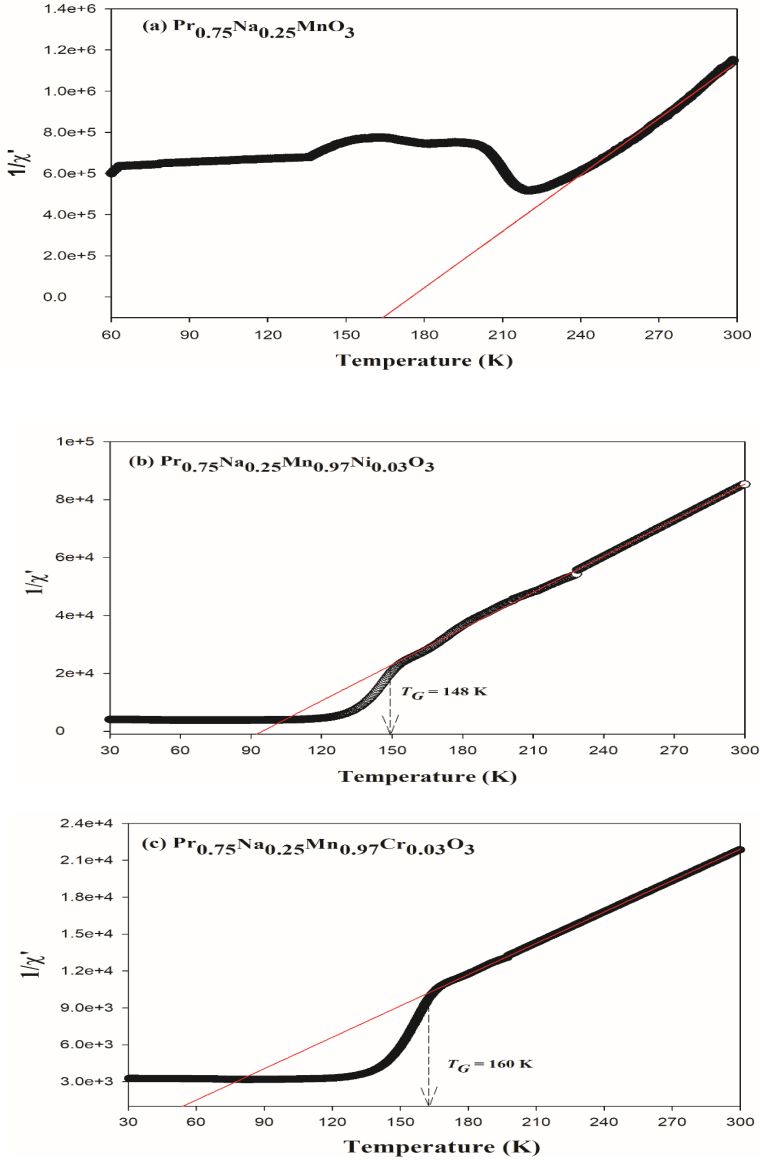 (a) Pr0.75Na0.25MnO3
1.4e+6
1.2e+6
1.0e+6
8.0e+5
6.0e+5
4.0e+5
2.0e+5
0.0
1/χ'
60 90 120 150 180 210 240 270 300
Temperature (K)
(b) Pr0.75Na0.25Mn0.97Ni0.03O3
1e+5
8e+4
6e+4
4e+4
2e+4
0
1/χ'
TG = 148 K
30 60 90 120 150 180 210 240 270 300
Temperature (K)
(c) Pr0.75Na0.25Mn0.97Cr0.03O3
2.4e+4
2.1e+4
1.8e+4
1.5e+4
1.2e+4
9.0e+3
6.0e+3
3.0e+3
1/χ'
TG = 160 K
30 60 90 120 150 180 210 240 270 300
Temperature (K)